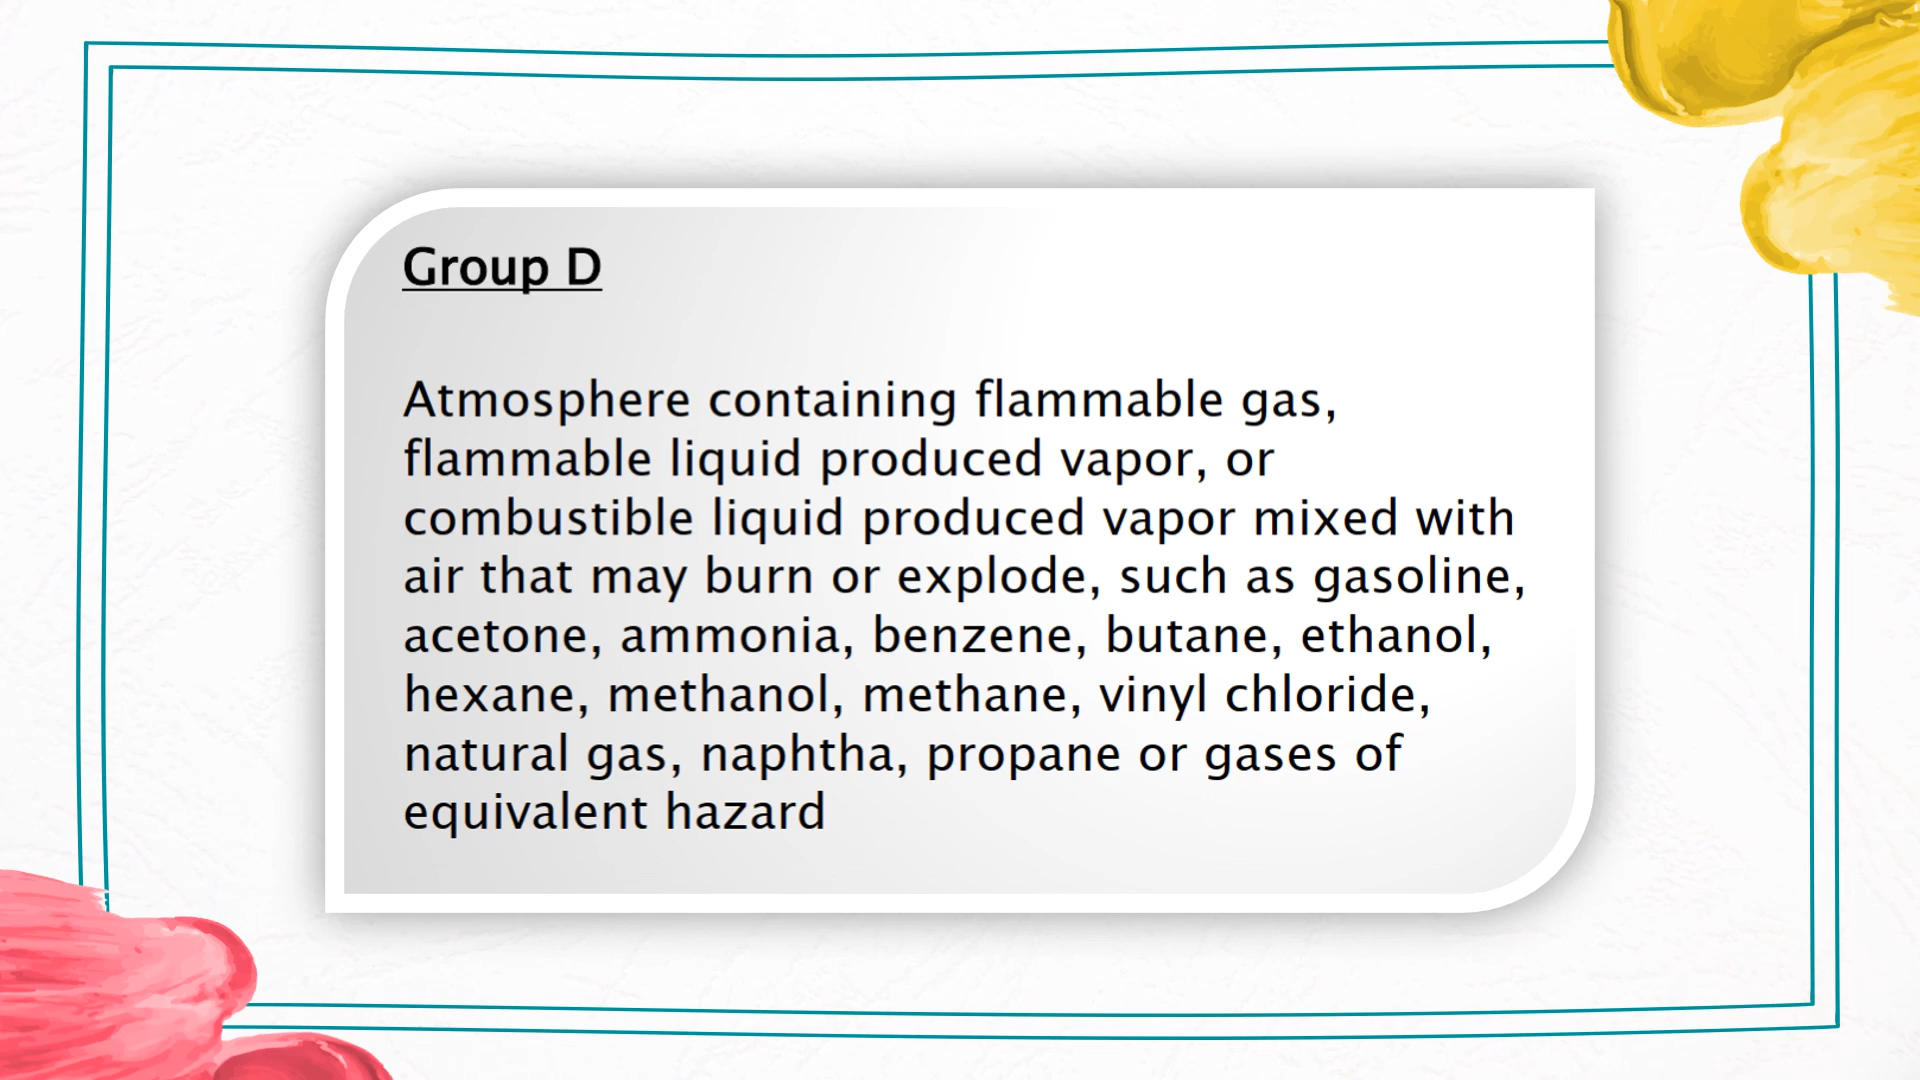 Group D
Atmosphere containing flammable gas,
flammable liquid produced vapor, or
combustible liquid produced vapor mixed with
air that may burn or explode, such as gasoline,
acetone, ammonia, benzene, butane, ethanol,
hexane, methanol, methane, vinyl chloride,
natural gas, naphtha, propane or gases of
equivalent hazard